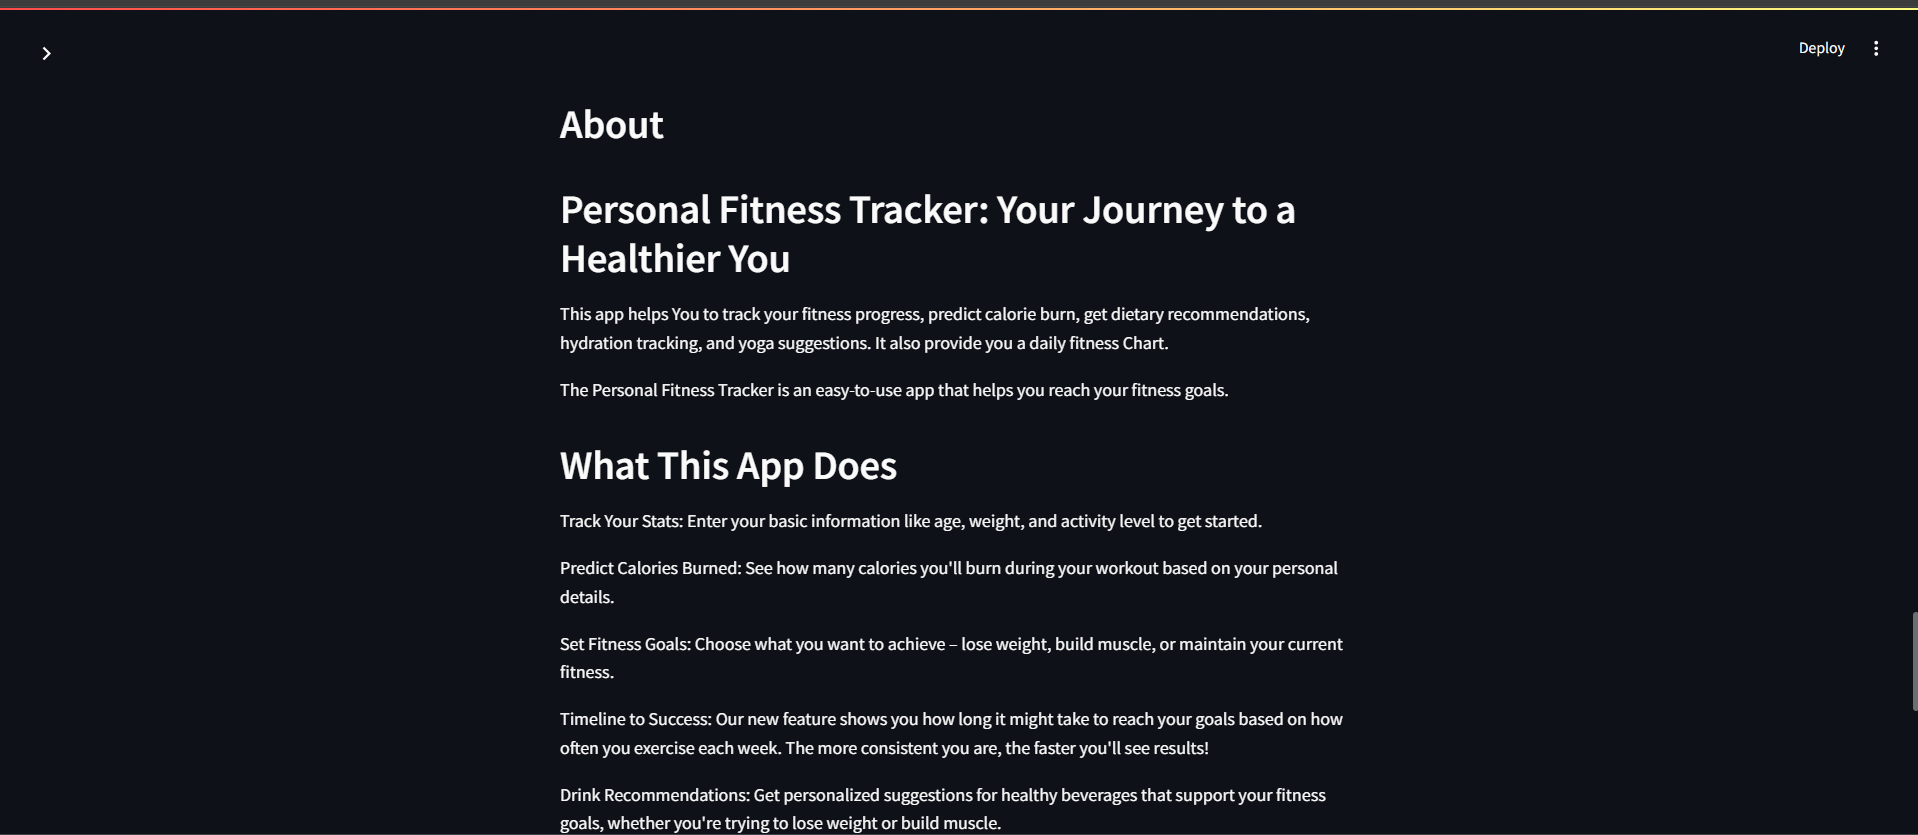 Deploy
About
Personal Fitness Tracker: Your Journey to a
Healthier You
This app helps You to track your fitness progress, predict calorie burn, get dietary recommendations,
hydration tracking, and yoga suggestions. It also provide you a daily fitness Chart.
The Personal Fitness Tracker is an easy-to-use app that helps you reach your fitness goals.
What This App Does
Track Your Stats: Enter your basic information like age, weight, and activity level to get started.
Predict Calories Burned: See how many calories you'll burn during your workout based on your personal
details.
Set Fitness Goals: Choose what you want to achieve – lose weight, build muscle, or maintain your current
fitness.
Timeline to Success: Our new feature shows you how long it might take to reach your goals based on how
often you exercise each week. The more consistent you are, the faster you'll see results!
Drink Recommendations: Get personalized suggestions for healthy beverages that support your fitness
goals, whether you're trying to lose weight or build muscle.